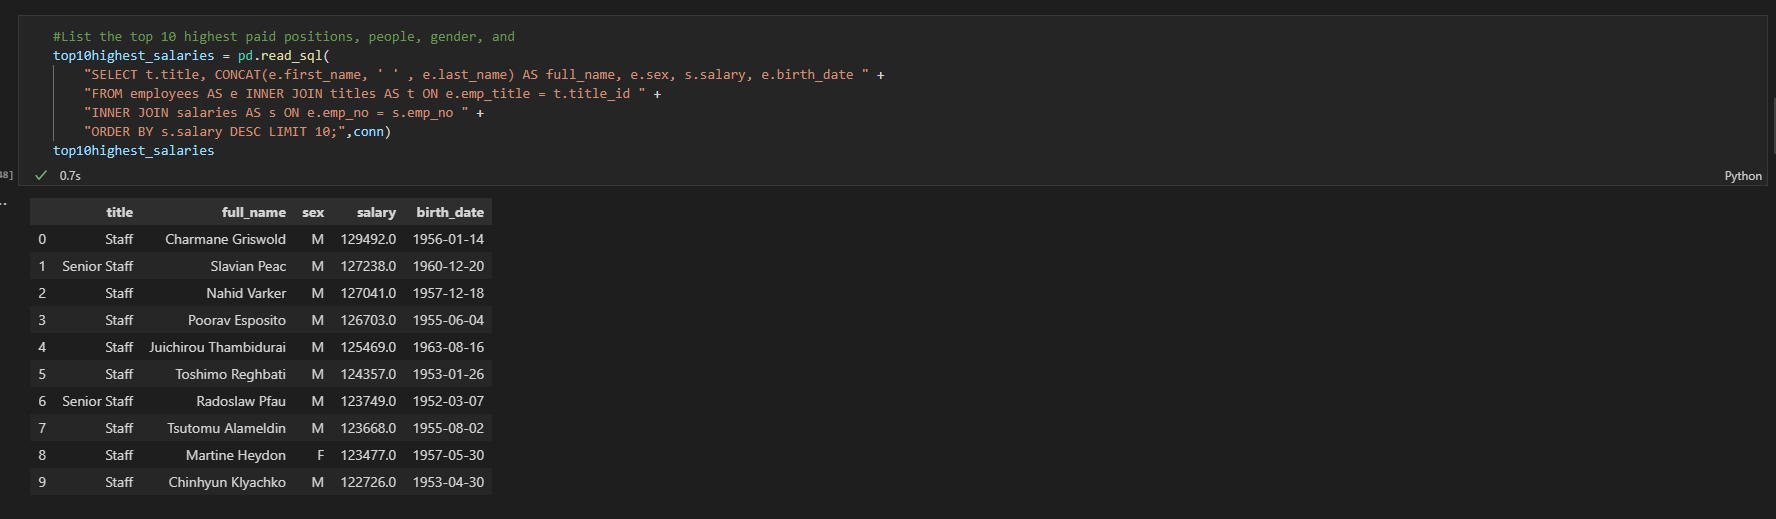 #List the top 10 highest paid positions, people, gender, and
top10highest_salaries = pd.read_sql(
"SELECT t.title, CONCAT(e.first_name, ' ' , e.last_name) AS full_name, e.sex, s.salary, e.birth_date " +
"FROM employees AS e INNER JOIN titles AS t ON e.emp_title = t.title_id " +
"INNER JOIN salaries AS s ON e.emp_no = s.emp_no " +
"ORDER BY s.salary DESC LIMIT 10;",conn)
top10highest_salaries
8] 0.7s Python
title full_name sex salary birth_date
0 Staff Charmane Griswold M 129492.0 1956-01-14
1 Senior Staff Slavian Peac M 127238.0 1960-12-20
2 Staff Nahid Varker M 127041.0 1957-12-18
3 Staff Poorav Esposito M 126703.0 1955-06-04
4 Staff Juichirou Thambidurai M 125469.0 1963-08-16
5 Staff Toshimo Reghbati M 124357.0 1953-01-26
6 Senior Staff Radoslaw Pfau M 123749.0 1952-03-07
7 Staff Tsutomu Alameldin M 123668.0 1955-08-02
8 Staff Martine Heydon F 123477.0 1957-05-30
9 Staff Chinhyun Klyachko M 122726.0 1953-04-30